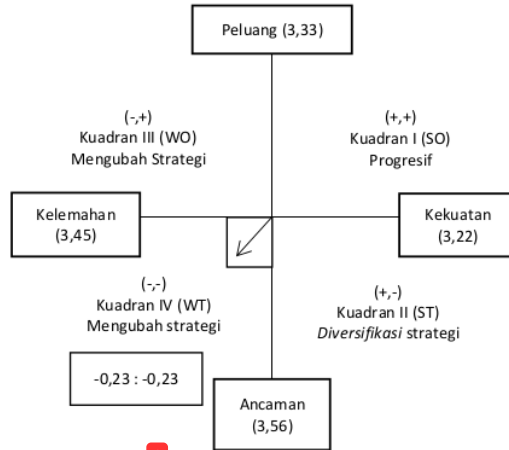 Peluang (3,33)
(-,+)
Kuadran III (WO)
Mengubah Strategi
(+,+)
Kuadran I (SO)
Progresif
Kelemahan
(3,45)
Kekuatan
(3,22)
(-,-)
Kuadran IV (WT)
Mengubah strategi
(+,-)
Kuadran II (ST)
Diversifikasi strategi
-0,23 : -0,23
Ancaman
(3,56)